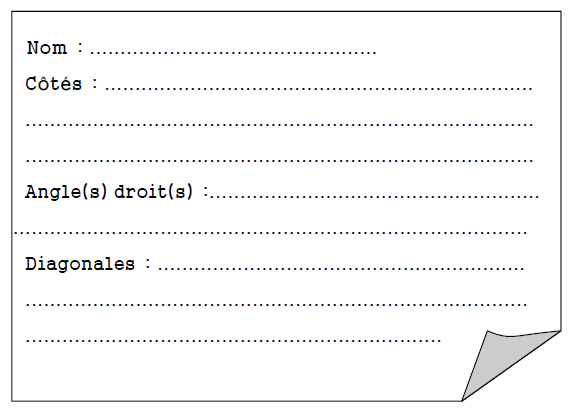 Nom : ...............................................
Côtés : ......................................................................
...................................................................................
...................................................................................
Angle(s) droit(s) :......................................................
....................................................................................
Diagonales : ............................................................
..................................................................................
....................................................................